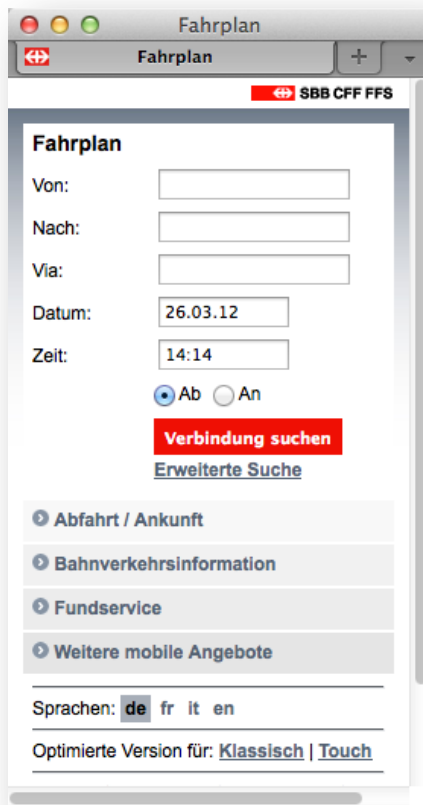 Fahrplan
Fahrplan
SBB CFF FFS
Fahrplan
Von:
Nach:
Via:
Datum: 26.03.12
Zeit: 14:14
Ab An
Verbindung suchen
Erweiterte Suche
Abfahrt / Ankunft
Bahnverkehrsinformation
Fundservice
Weitere mobile Angebote
Sprachen: de fr it en
Optimierte Version für: Klassisch | Touch